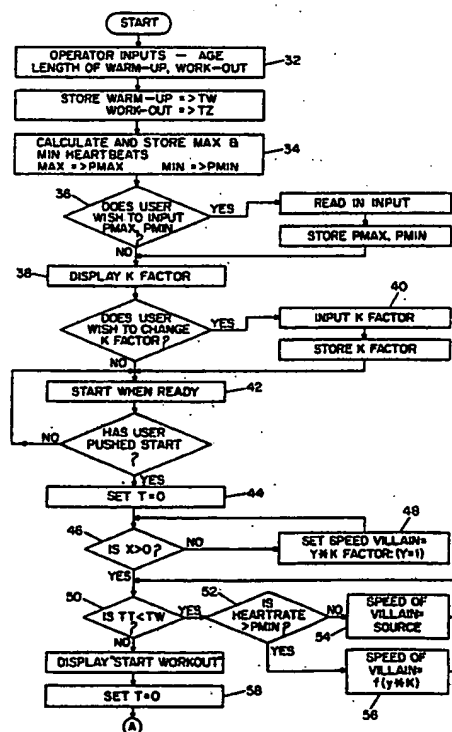 START
OPERATOR INPUTS — AGE
LENGTH OF WARM-UP, WORK-OUT
32
STORE WARM-UP =>TW
WORK-OUT =>TZ
CALCULATE AND STORE MAX &
MIN HEARTBEATS
MAX =>PMAX MIN =>PMIN
34
36
DOES USER
WISH TO INPUT
PMAX, PMIN
?
YES
READ IN INPUT
STORE PMAX, PMIN
NO
38
DISPLAY K FACTOR
40
DOES USER
WISH TO CHANGE
K FACTOR?
YES
INPUT K FACTOR
STORE K FACTOR
NO
START WHEN READY
42
NO
HAS USER
PUSHED START
?
YES
SET T=0
44
46
IS X>0?
NO
48
SET SPEED VILLAIN=
Y*K FACTOR:(Y=1)
YES
50
IS TT<TW
?
YES
52
IS
HEARTRATE
>PMIN?
NO
54
SPEED OF
VILLAIN=
SOURCE
NO
YES
DISPLAY "START WORKOUT
SPEED OF
VILLAIN=
f(y*K)
56
SET T=0
58
A